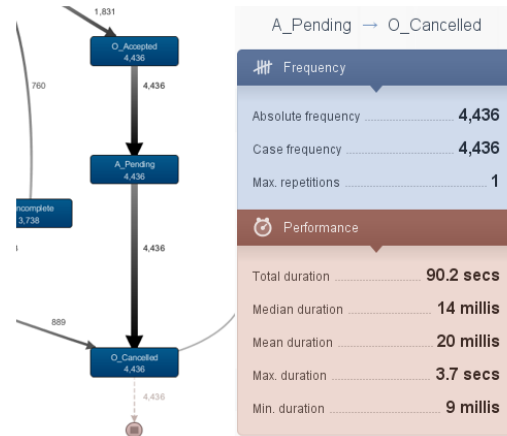 1,831
O_Accepted
4,436
760
4,436
A_Pending
4,436
incomplete
3,738
4,436
889
O_Cancelled
4,436
4,436
A_Pending → O_Cancelled
Frequency
Absolute frequency 4,436
Case frequency 4,436
Max. repetitions 1
Performance
Total duration 90.2 secs
Median duration 14 millis
Mean duration 20 millis
Max. duration 3.7 secs
Min. duration 9 millis